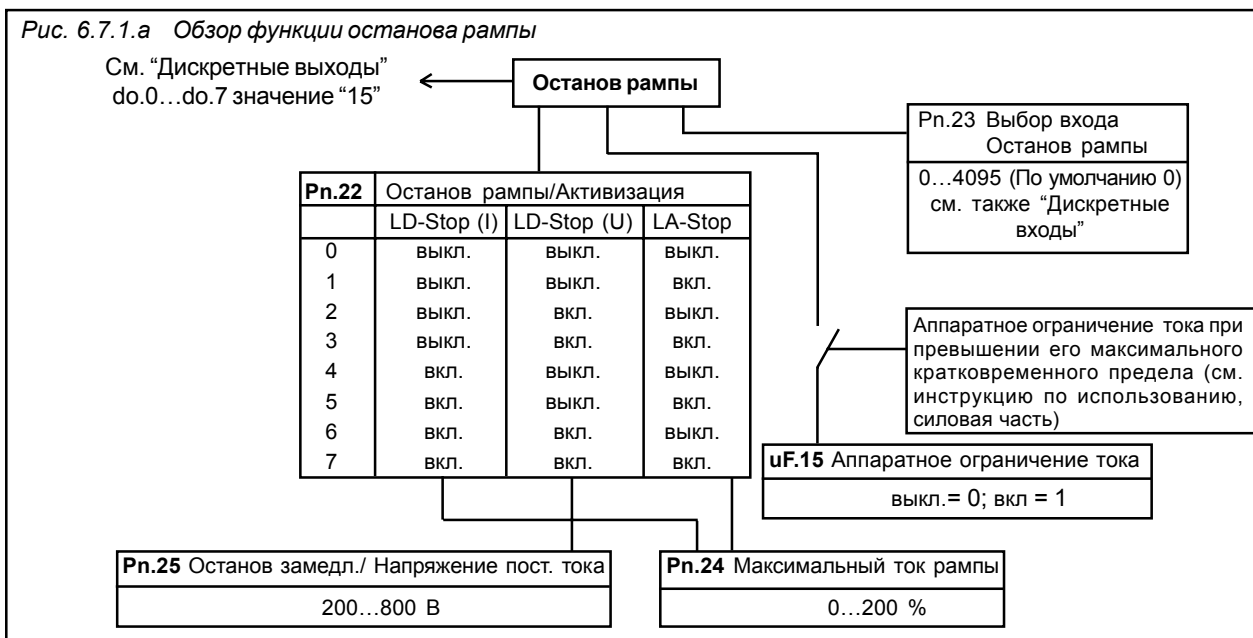 Рис. 6.7.1.а Обзор функции останова рампы
См. “Дискретные выходы”
do.0…do.7 значение “15”
Останов рампы
Pn.23 Выбор входа
Останов рампы
0…4095 (По умолчанию 0)
см. также “Дискретные
входы”
Pn.22 Останов рампы/Активизация
LD-Stop (I) LD-Stop (U) LA-Stop
0 выкл. выкл. выкл.
1 выкл. выкл. вкл.
2 выкл. вкл. выкл.
3 выкл. вкл. вкл.
4 вкл. выкл. выкл.
5 вкл. выкл. вкл.
6 вкл. вкл. выкл.
7 вкл. вкл. вкл.
Аппаратное ограничение тока при
превышении его максимального
кратковременного предела (см.
инструкцию по использованию,
силовая часть)
uF.15 Аппаратное ограничение тока
выкл.= 0; вкл = 1
Pn.25 Останов замедл./ Напряжение пост. тока
200…800 В
Pn.24 Максимальный ток рампы
0…200 %